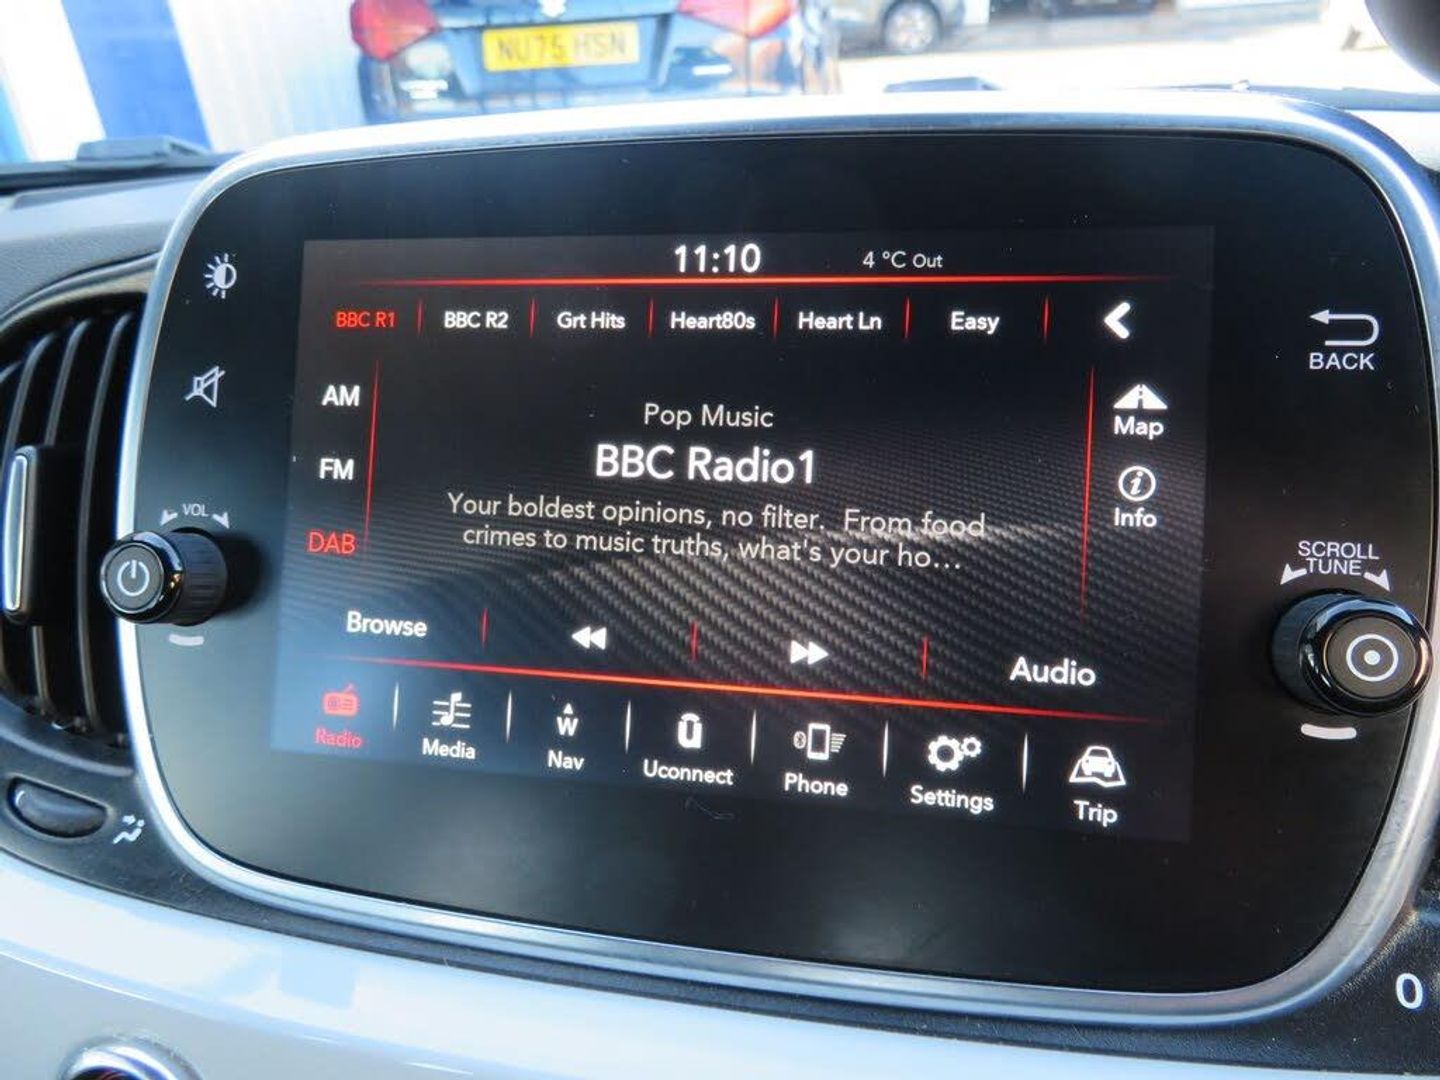 NU75 HSN
11:10 4 °C Out
BBC R1 BBC R2 Grt Hits Heart80s Heart Ln Easy
BACK
AM
Pop Music
Map
FM
BBC Radio1
Info
VOL
Your boldest opinions, no filter. From food
crimes to music truths, what's your ho...
DAB
SCROLL
TUNE
Browse
Audio
Radio Media W Nav Uconnect Phone Settings Trip
0